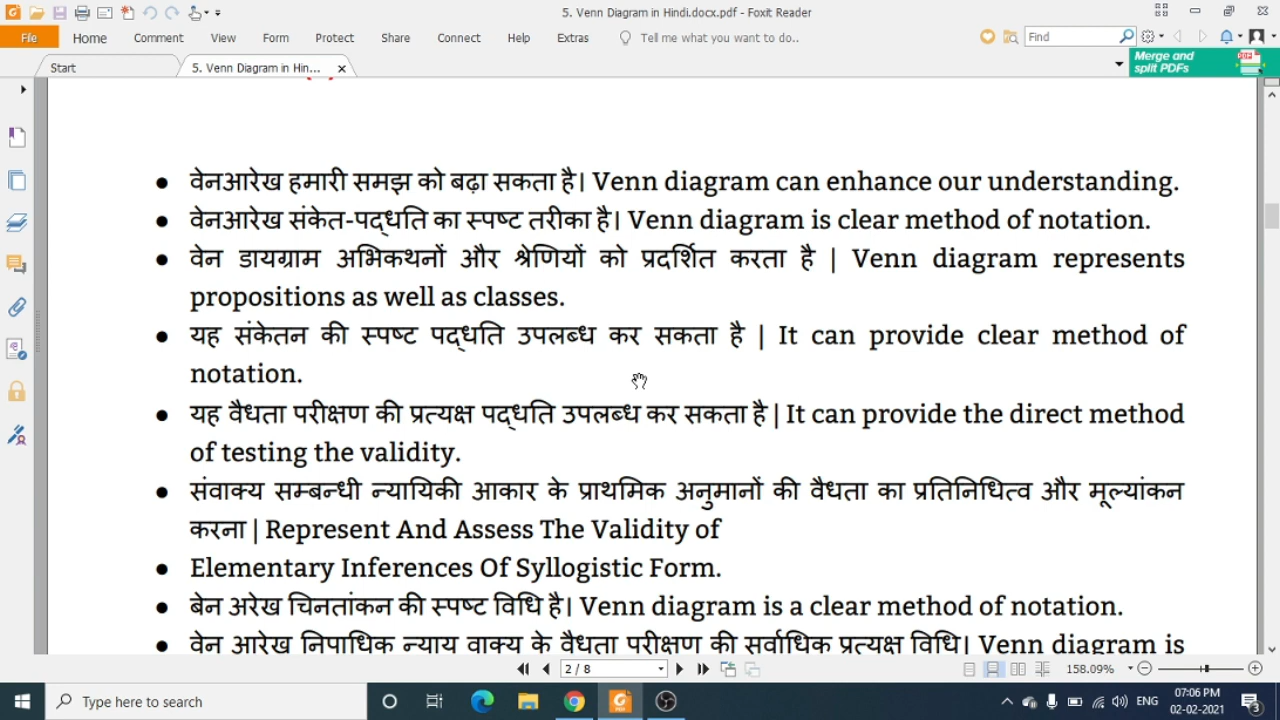 5. Venn Diagram in Hindi.docx.pdf - Foxit Reader
File Home Comment View Form Protect Share Connect Help Extras Tell me what you want to do.. Find
Start 5. Venn Diagram in Hin... Merge and
split PDFs
वेनआरेख हमारी समझ को बढ़ा सकता है। Venn diagram can enhance our understanding.
वेनआरेख संकेत-पद्धति का स्पष्ट तरीका है। Venn diagram is clear method of notation.
वेन डायग्राम अभिकथनों और श्रेणियों को प्रदर्शित करता है | Venn diagram represents
propositions as well as classes.
यह संकेतन की स्पष्ट पद्धति उपलब्ध कर सकता है | It can provide clear method of
notation.
यह वैधता परीक्षण की प्रत्यक्ष पद्धति उपलब्ध कर सकता है | It can provide the direct method
of testing the validity.
संवाक्य सम्बन्धी न्यायिकी आकार के प्राथमिक अनुमानों की वैधता का प्रतिनिधित्व और मूल्यांकन
करना | Represent And Assess The Validity of
Elementary Inferences Of Syllogistic Form.
बेन अरेख चिनतांकन की स्पष्ट विधि है। Venn diagram is a clear method of notation.
वेन आरेख निपाधिक न्याय वाक्य के वैधता परीक्षण की सर्वाधिक प्रत्यक्ष विधि। Venn diagram is
2 / 8 158.09%
Type here to search ENG 07:06 PM
02-02-2021 3